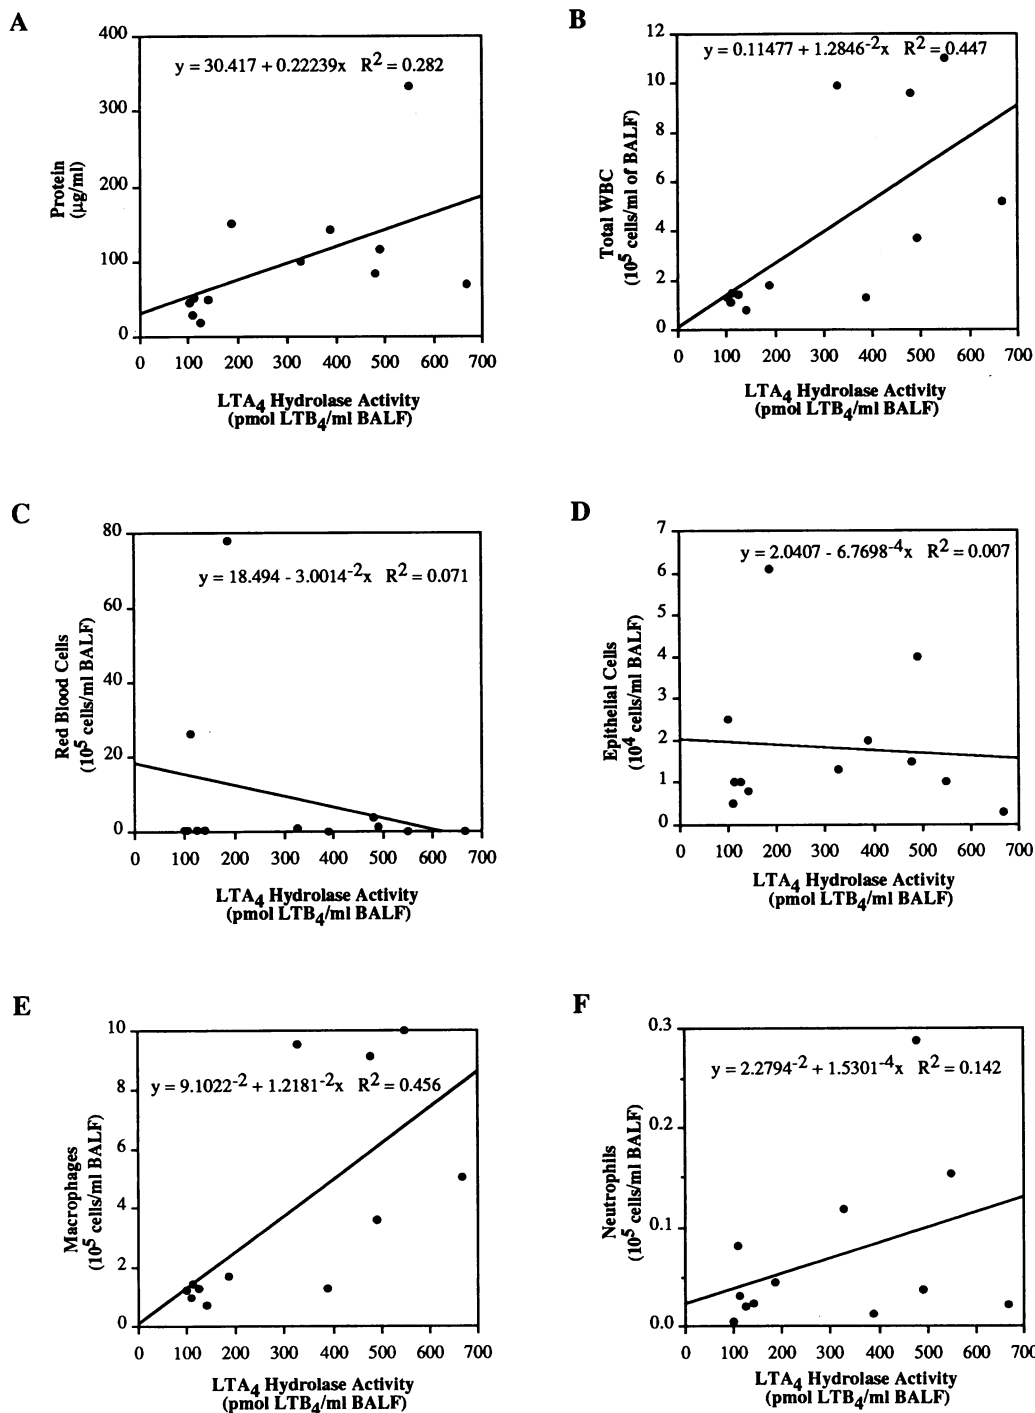 A
y = 30.417 + 0.22239x R² = 0.282
400
300
200
100
0
Protein
(µg/ml)
0 100 200 300 400 500 600 700
LTA₄ Hydrolase Activity
(pmol LTB₄/ml BALF)
B
y = 0.11477 + 1.2846⁻²x R² = 0.447
12
10
8
6
4
2
0
Total WBC
(10⁵ cells/ml of BALF)
0 100 200 300 400 500 600 700
LTA₄ Hydrolase Activity
(pmol LTB₄/ml BALF)
C
y = 18.494 - 3.0014⁻²x R² = 0.071
80
60
40
20
0
Red Blood Cells
(10⁵ cells/ml BALF)
0 100 200 300 400 500 600 700
LTA₄ Hydrolase Activity
(pmol LTB₄/ml BALF)
D
y = 2.0407 - 6.7698⁻⁴x R² = 0.007
7
6
5
4
3
2
1
0
Epithelial Cells
(10⁴ cells/ml BALF)
0 100 200 300 400 500 600 700
LTA₄ Hydrolase Activity
(pmol LTB₄/ml BALF)
E
y = 9.1022⁻² + 1.2181⁻²x R² = 0.456
10
8
6
4
2
0
Macrophages
(10⁵ cells/ml BALF)
0 100 200 300 400 500 600 700
LTA₄ Hydrolase Activity
(pmol LTB₄/ml BALF)
F
y = 2.2794⁻² + 1.5301⁻⁴x R² = 0.142
0.3
0.2
0.1
0.0
Neutrophils
(10⁵ cells/ml BALF)
0 100 200 300 400 500 600 700
LTA₄ Hydrolase Activity
(pmol LTB₄/ml BALF)